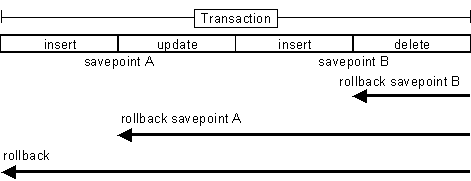 Transaction
insert update insert delete
savepoint A savepoint B
rollback savepoint B
rollback savepoint A
rollback